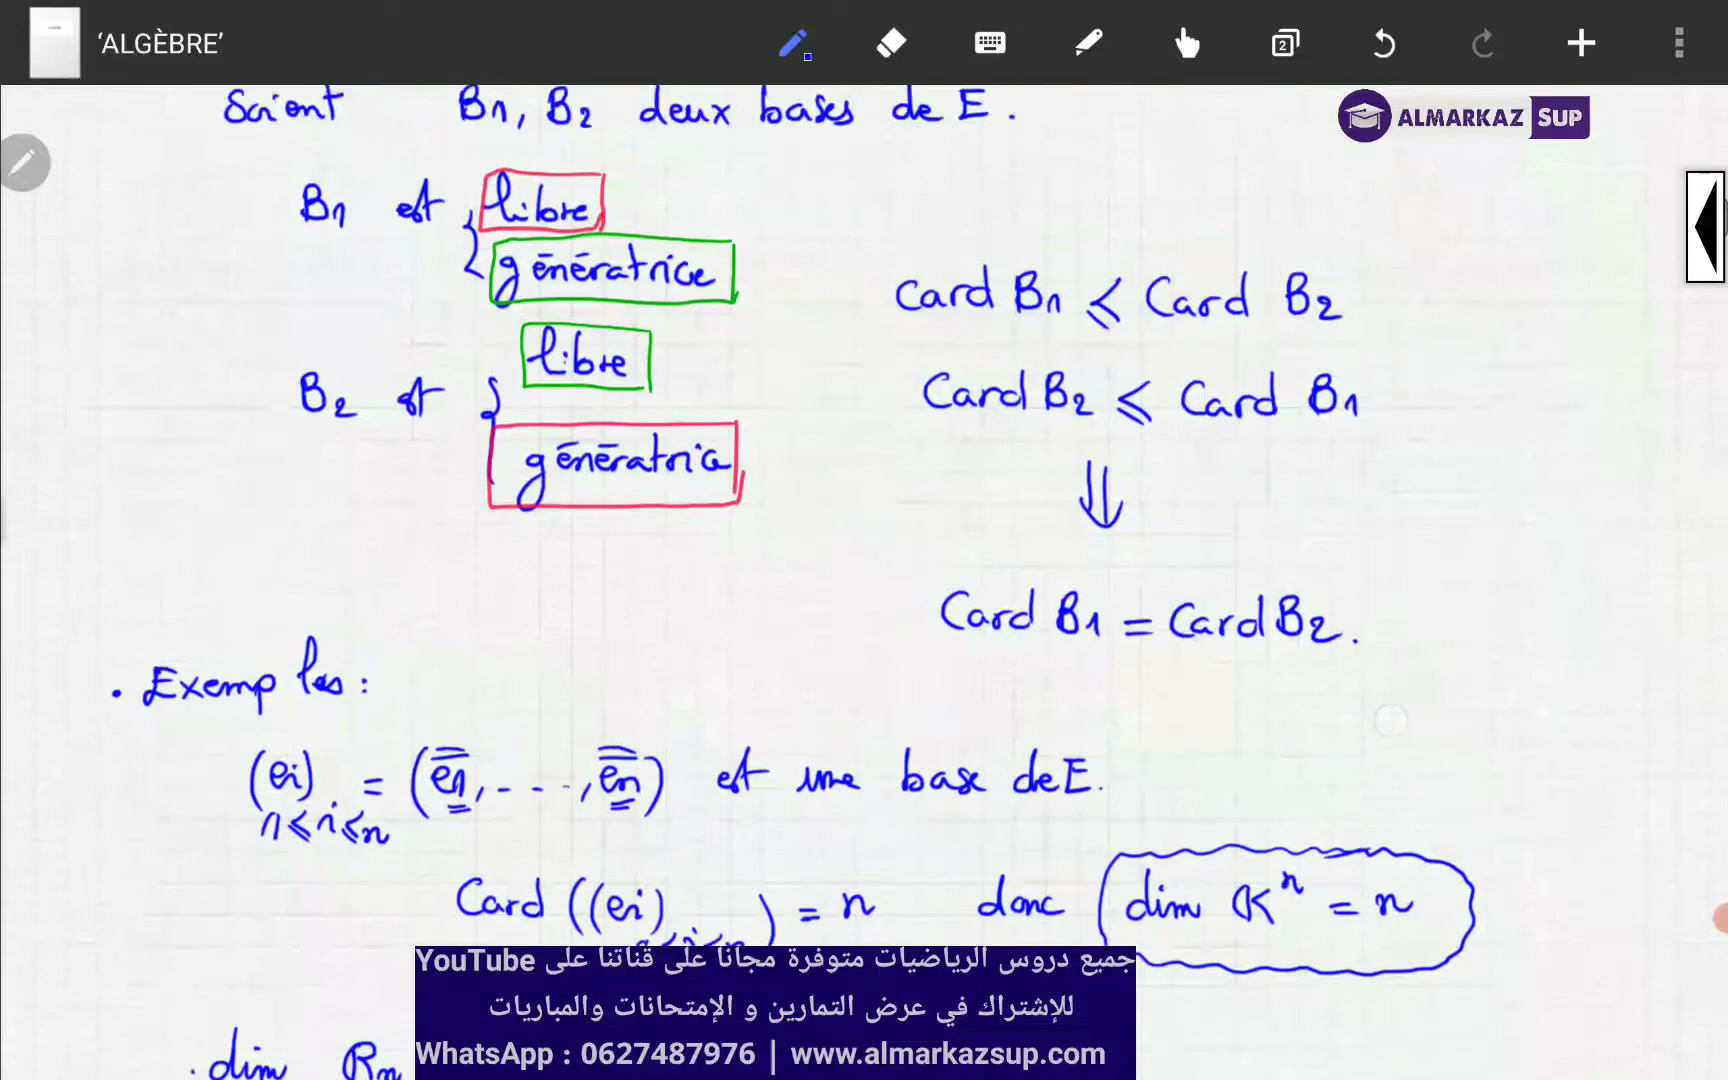 ‘ALGÈBRE’
2
Soient B1, B2 deux bases de E.
ALMARKAZ SUP
B1 est { libre
génératrice
Card B1 ⩽ Card B2
libre
B2 est {
Card B2 ⩽ Card B1
génératrice
⇓
Card B1 = Card B2.
. Exemples :
(ei) = (e1, - - - , en) est une base de E.
1⩽i⩽n
Card ((ei) ) = n donc dim 𝕂ⁿ = n
1⩽i⩽n
جميع دروس الرياضيات متوفرة مجانا على قناتنا على YouTube
للإشتراك في عرض التمارين و الإمتحانات والمباريات
WhatsApp : 0627487976 | www.almarkazsup.com
. dim